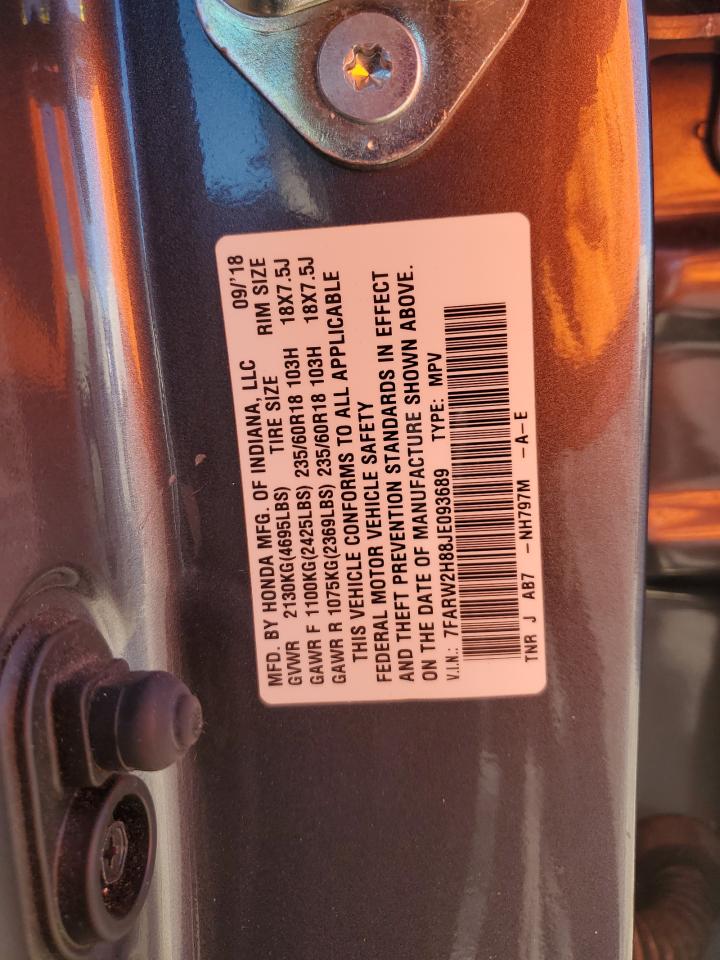 MFD. BY HONDA MFG. OF INDIANA, LLC 09/'18
GVWR 2130KG(4695LBS) TIRE SIZE RIM SIZE
GAWR F 1100KG(2425LBS) 235/60R18 103H 18X7.5J
GAWR R 1075KG(2369LBS) 235/60R18 103H 18X7.5J
THIS VEHICLE CONFORMS TO ALL APPLICABLE
FEDERAL MOTOR VEHICLE SAFETY
AND THEFT PREVENTION STANDARDS IN EFFECT
ON THE DATE OF MANUFACTURE SHOWN ABOVE.
V.I.N.: 7FARW2H88JE093689 TYPE: MPV
TNR J AB7 -NH797M -A-E